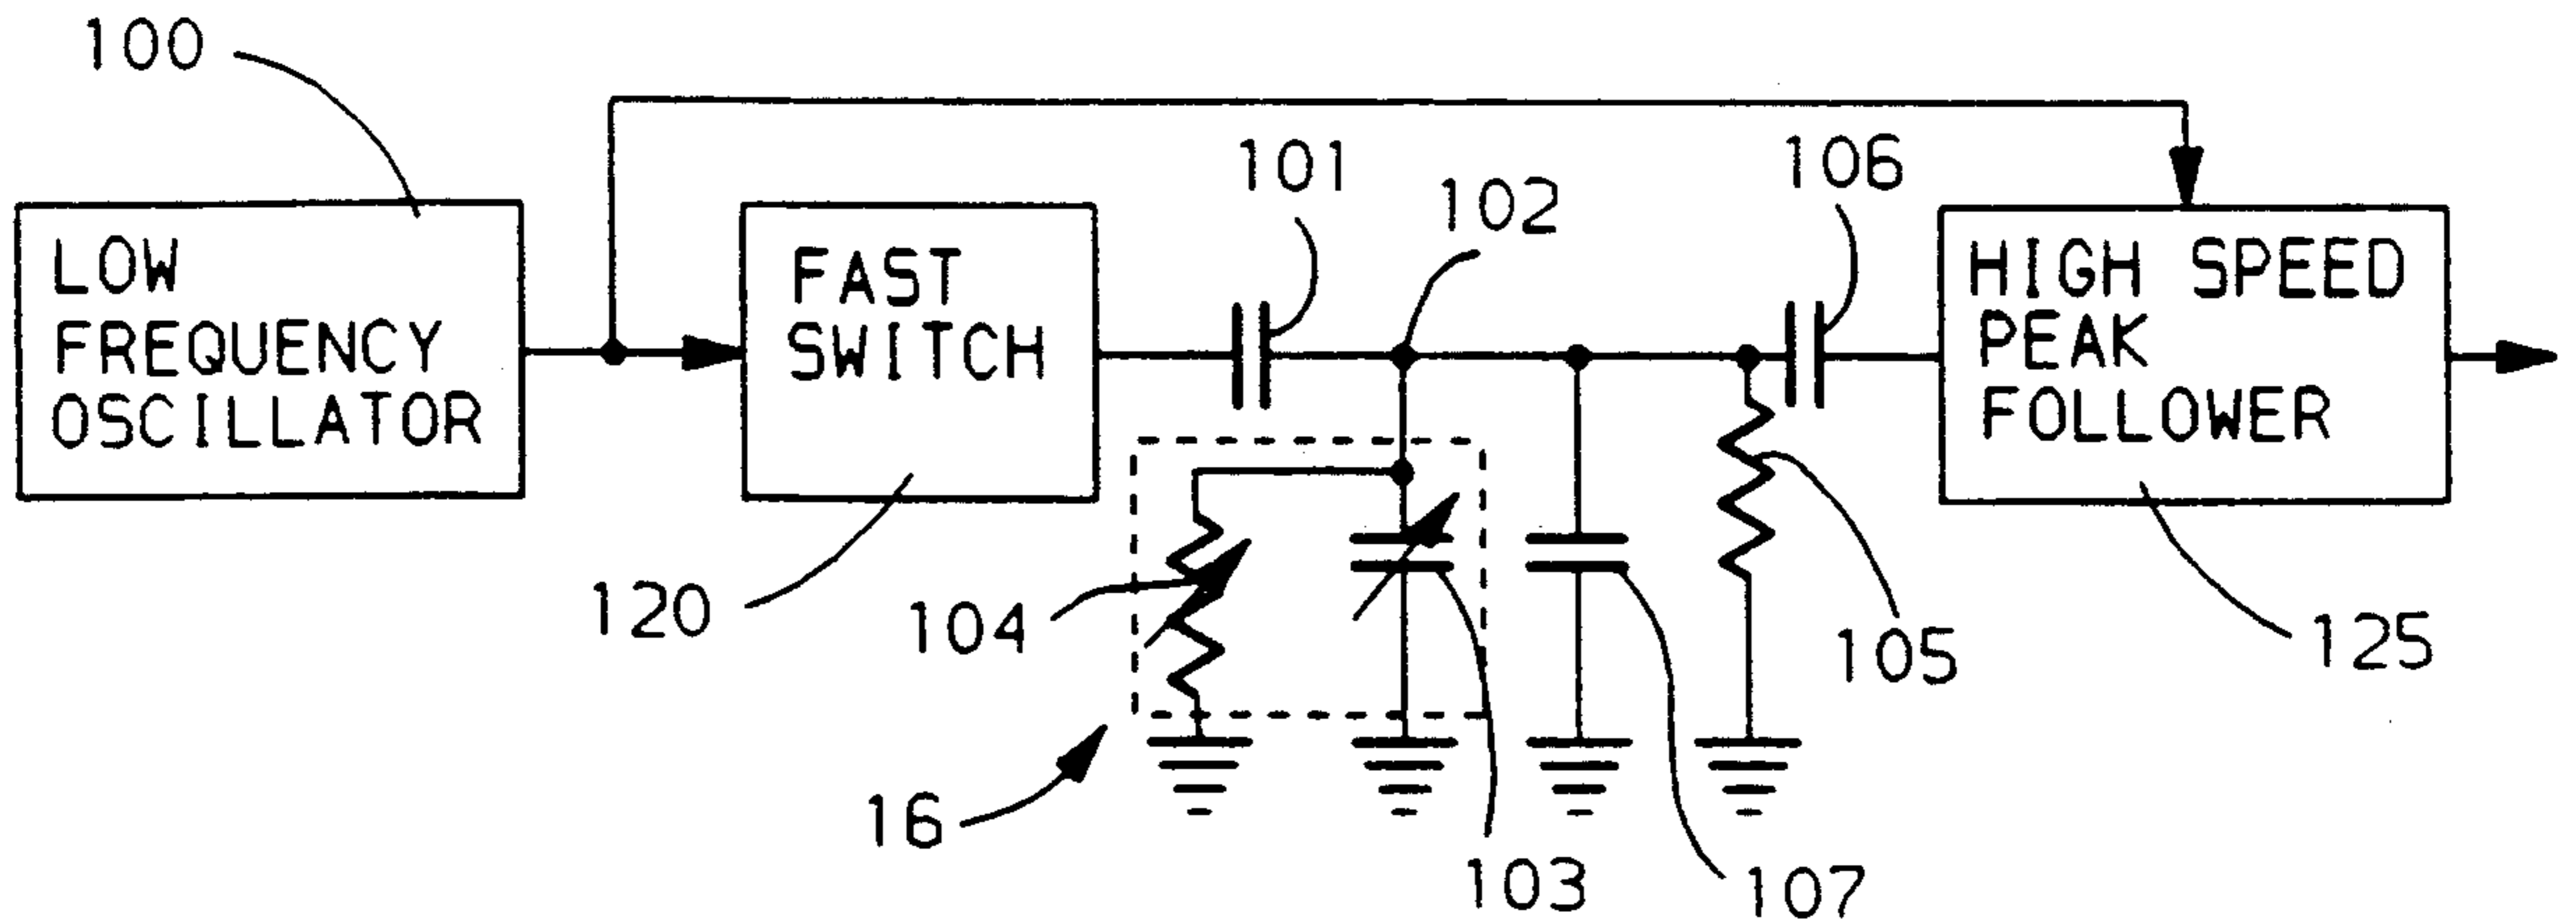 100
101
102
106
LOW
FREQUENCY
OSCILLATOR
FAST
SWITCH
HIGH SPEED
PEAK
FOLLOWER
120
104
105
125
16
103
107